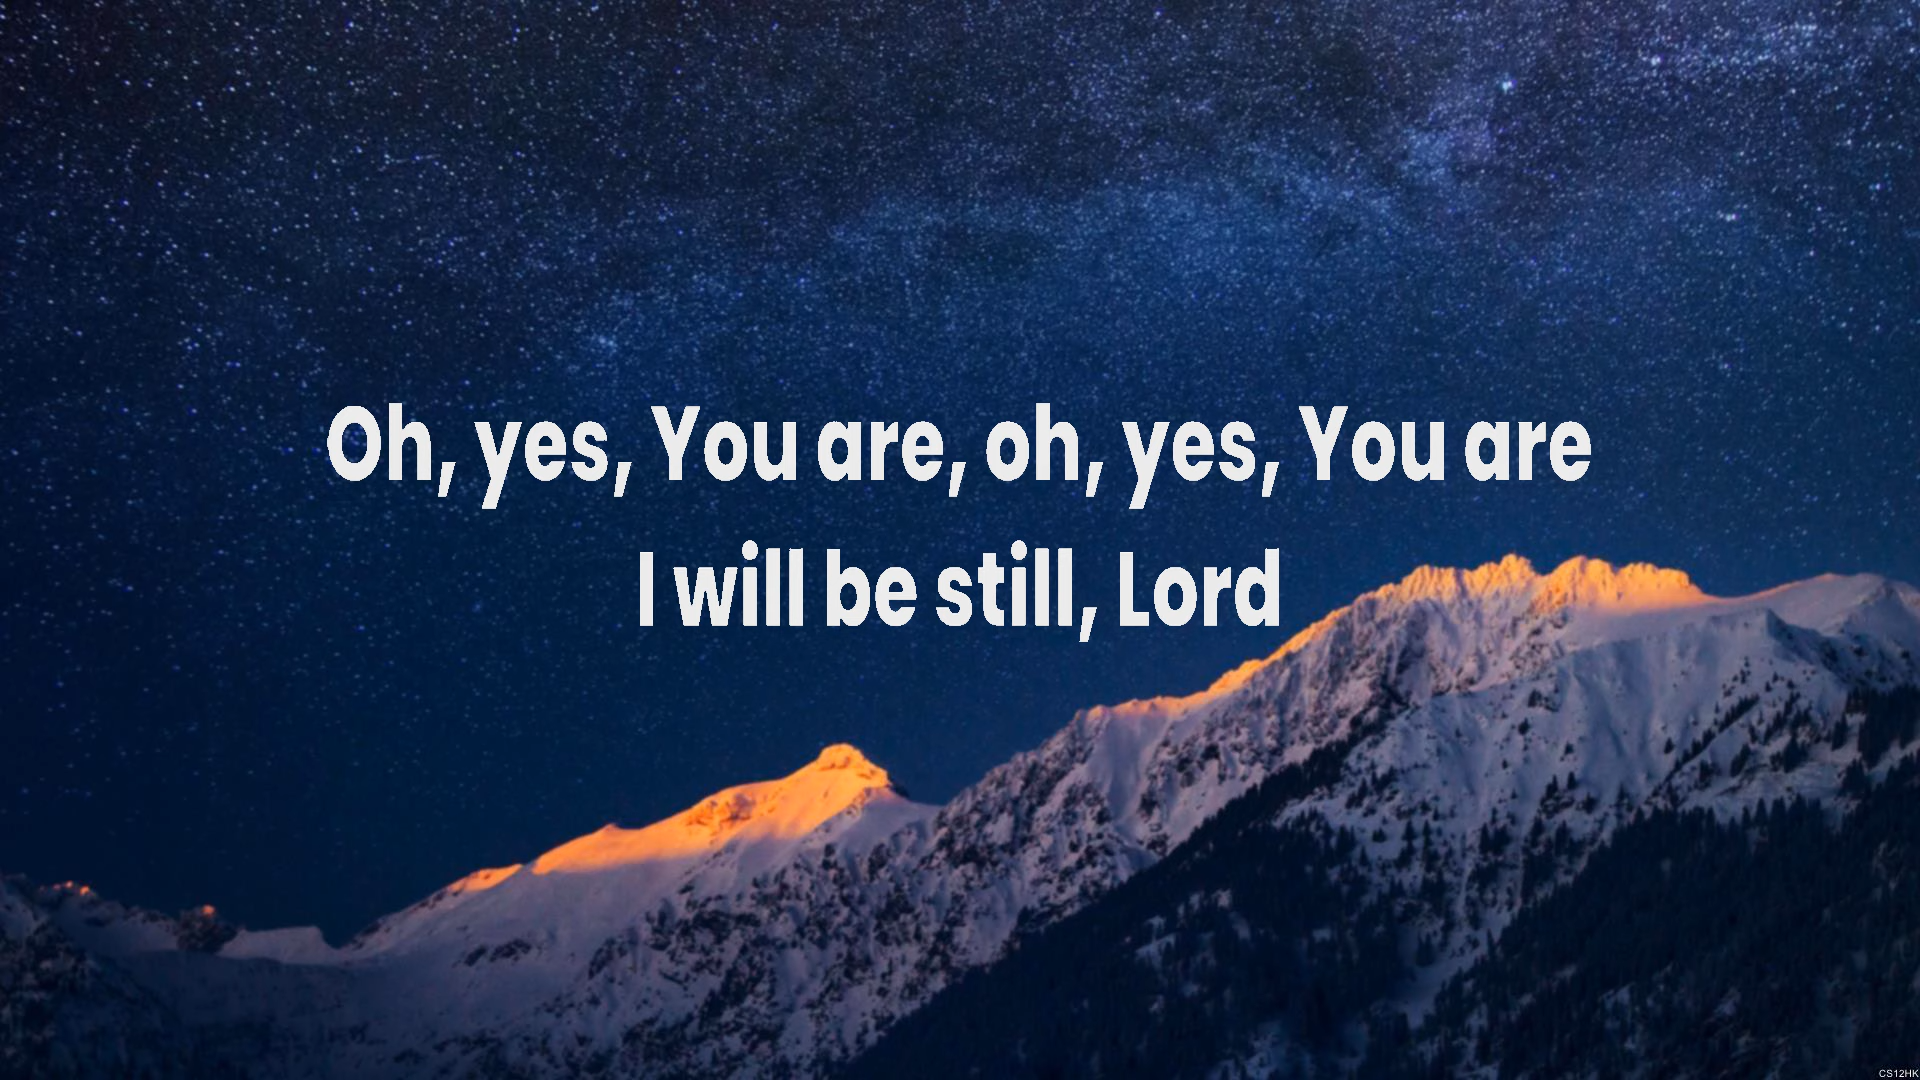 Oh, yes, You are, oh, yes, You are
I will be still, Lord
CS12HK